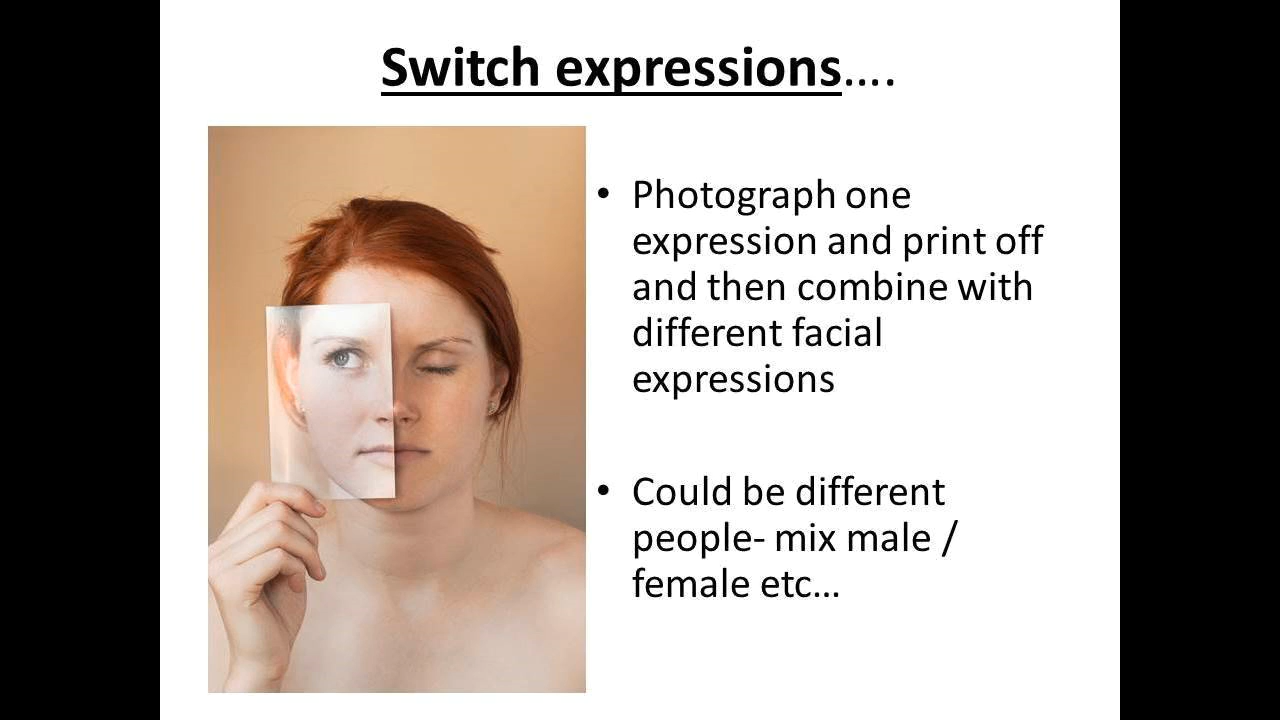 Switch expressions....
• Photograph one
expression and print off
and then combine with
different facial
expressions
• Could be different
people- mix male /
female etc...